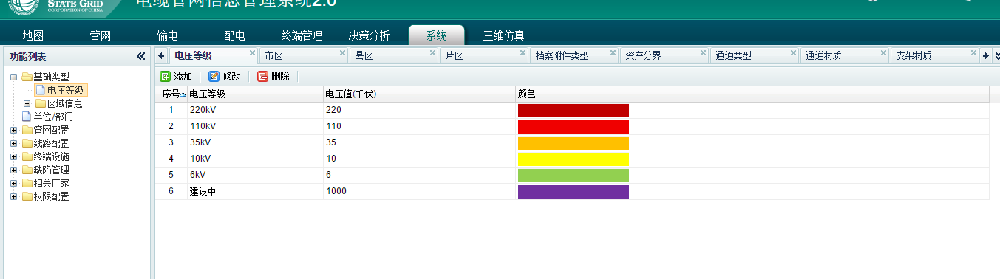 STATE GRID
CORPORATION OF CHINA
电缆管网信息管理系统2.0
地图 管网 输电 配电 终端管理 决策分析 系统 三维仿真
功能列表
基础类型
电压等级
区域信息
单位/部门
管网配置
线路配置
终端设施
缺陷管理
相关厂家
权限配置
电压等级 市区 县区 片区 档案附件类型 资产分界 通道类型 通道材质 支架材质
添加 修改 删除
序号 电压等级 电压值(千伏) 颜色
1 220kV 220
2 110kV 110
3 35kV 35
4 10kV 10
5 6kV 6
6 建设中 1000